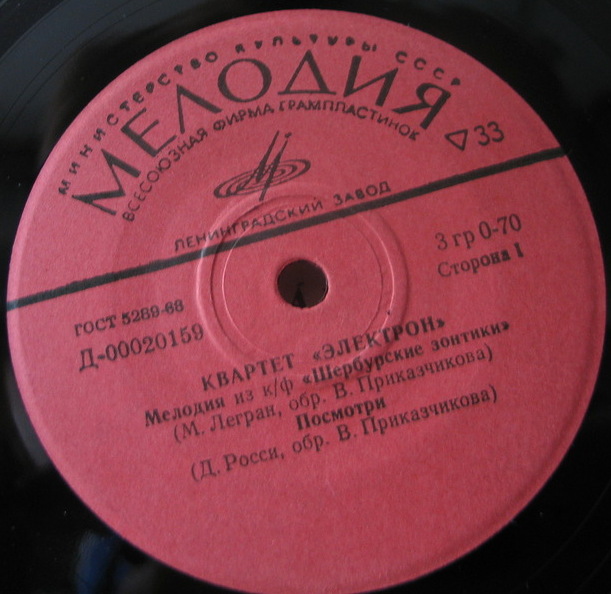 МИНИСТЕРСТВО КУЛЬТУРЫ СССР
МЕЛОДИЯ
ВСЕСОЮЗНАЯ ФИРМА ГРАМПЛАСТИНОК
▷ 33
ЛЕНИНГРАДСКИЙ ЗАВОД
3 гр 0-70
ГОСТ 5289-68
Сторона 1
Д-00020159
КВАРТЕТ «ЭЛЕКТРОН»
Мелодия из к/ф «Шербурские зонтики»
(М. Легран, обр. В. Приказчикова)
Посмотри
(Д. Росси, обр. В. Приказчикова)